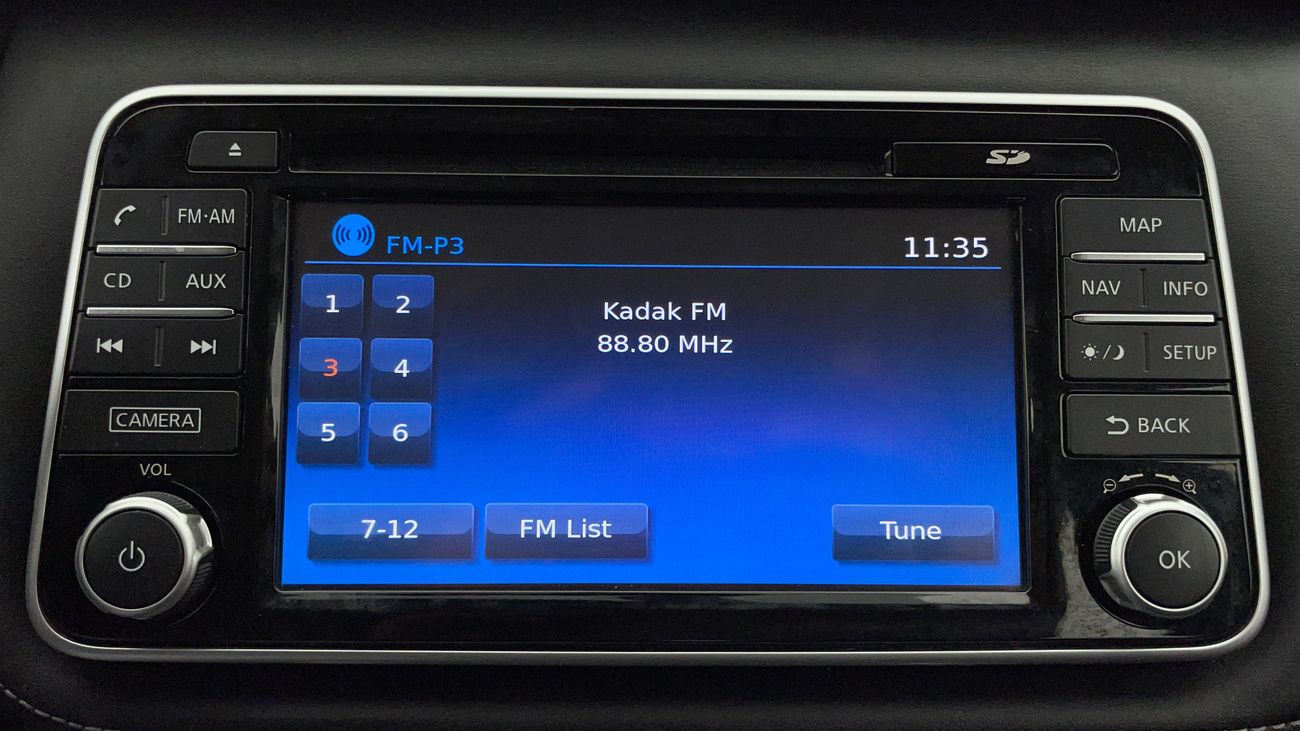 SD
FM·AM
CD
AUX
CAMERA
VOL
FM-P3
11:35
1
2
3
4
5
6
Kadak FM
88.80 MHz
7-12
FM List
Tune
MAP
NAV
INFO
SETUP
BACK
OK